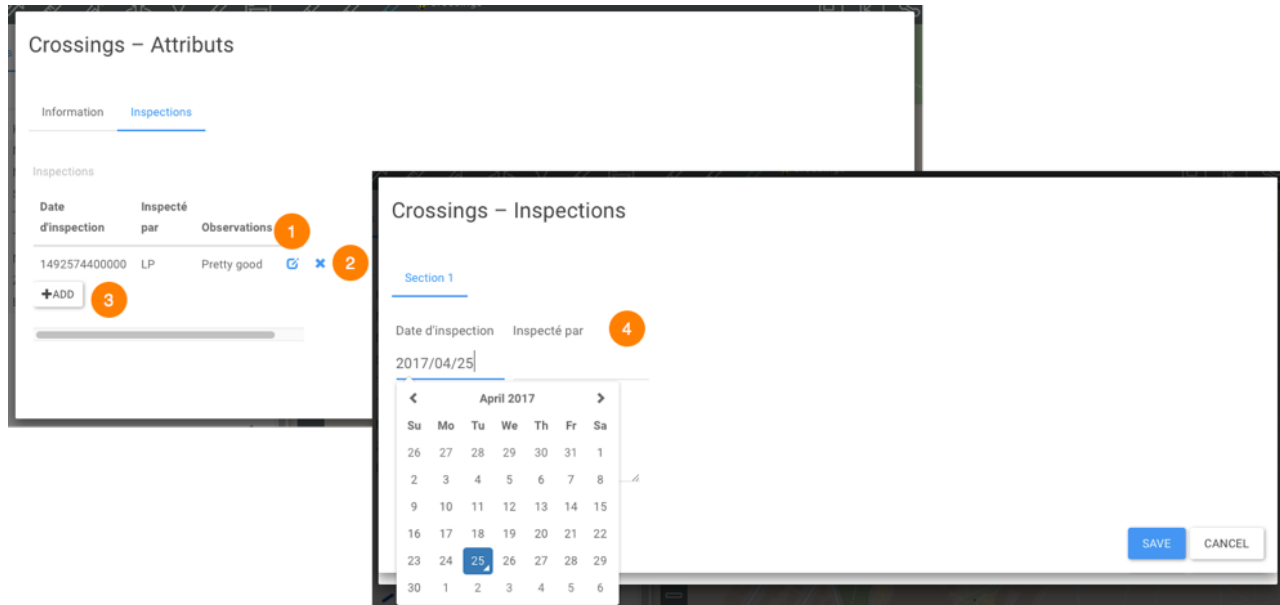 Crossings – Attributs
Information Inspections
Inspections
Date d'inspection Inspecté par Observations 1
1492574400000 LP Pretty good 2
+ADD 3
Crossings – Inspections
Section 1
Date d'inspection Inspecté par 4
2017/04/25
April 2017
Su Mo Tu We Th Fr Sa
26 27 28 29 30 31 1
2 3 4 5 6 7 8
9 10 11 12 13 14 15
16 17 18 19 20 21 22
23 24 25 26 27 28 29
30 1 2 3 4 5 6
SAVE CANCEL